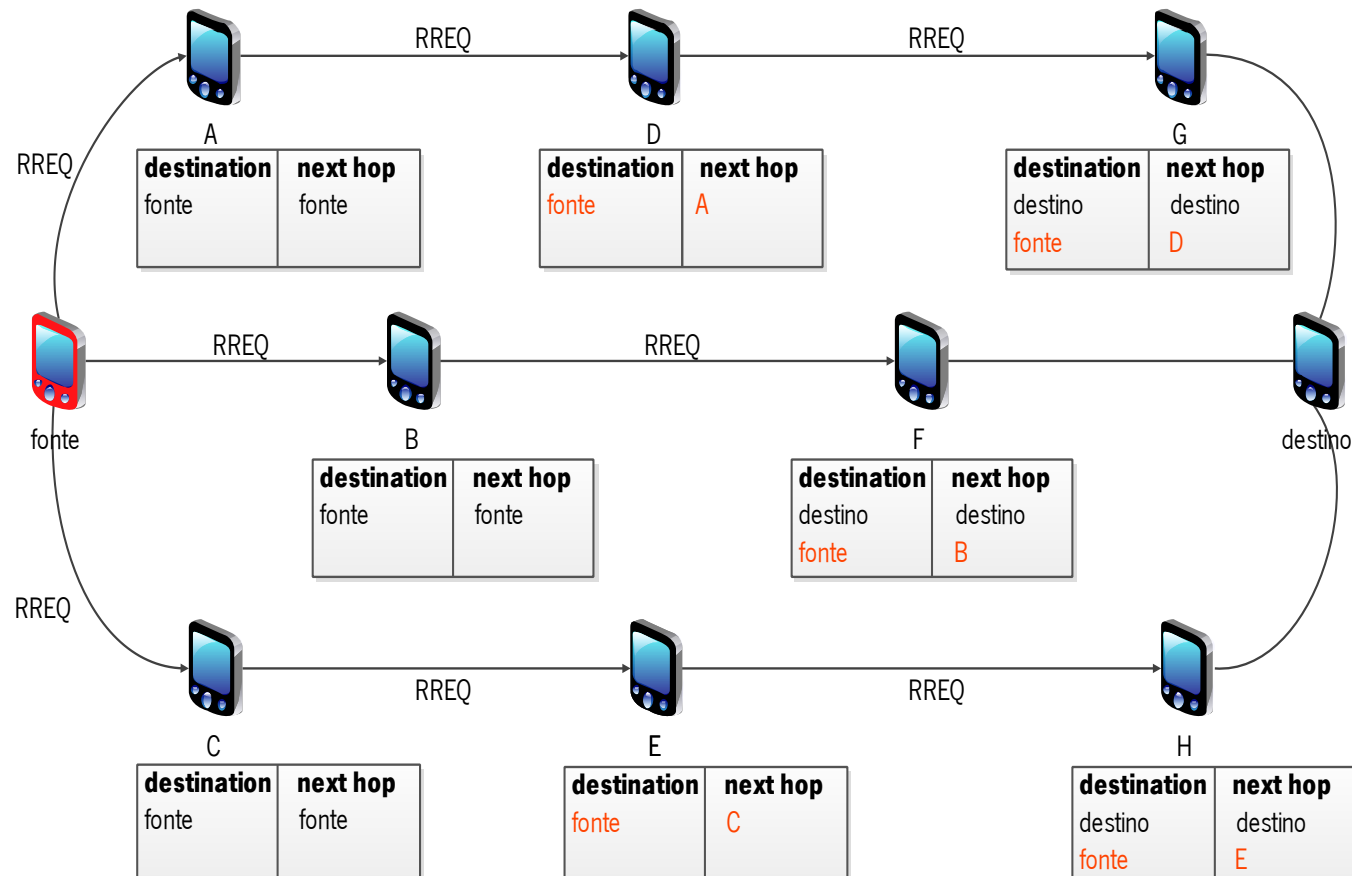 RREQ
RREQ
RREQ
A
destination next hop
fonte fonte
D
destination next hop
fonte A
G
destination next hop
destino destino
fonte D
RREQ
RREQ
fonte
destino
B
destination next hop
fonte fonte
F
destination next hop
destino destino
fonte B
RREQ
RREQ
RREQ
C
destination next hop
fonte fonte
E
destination next hop
fonte C
H
destination next hop
destino destino
fonte E